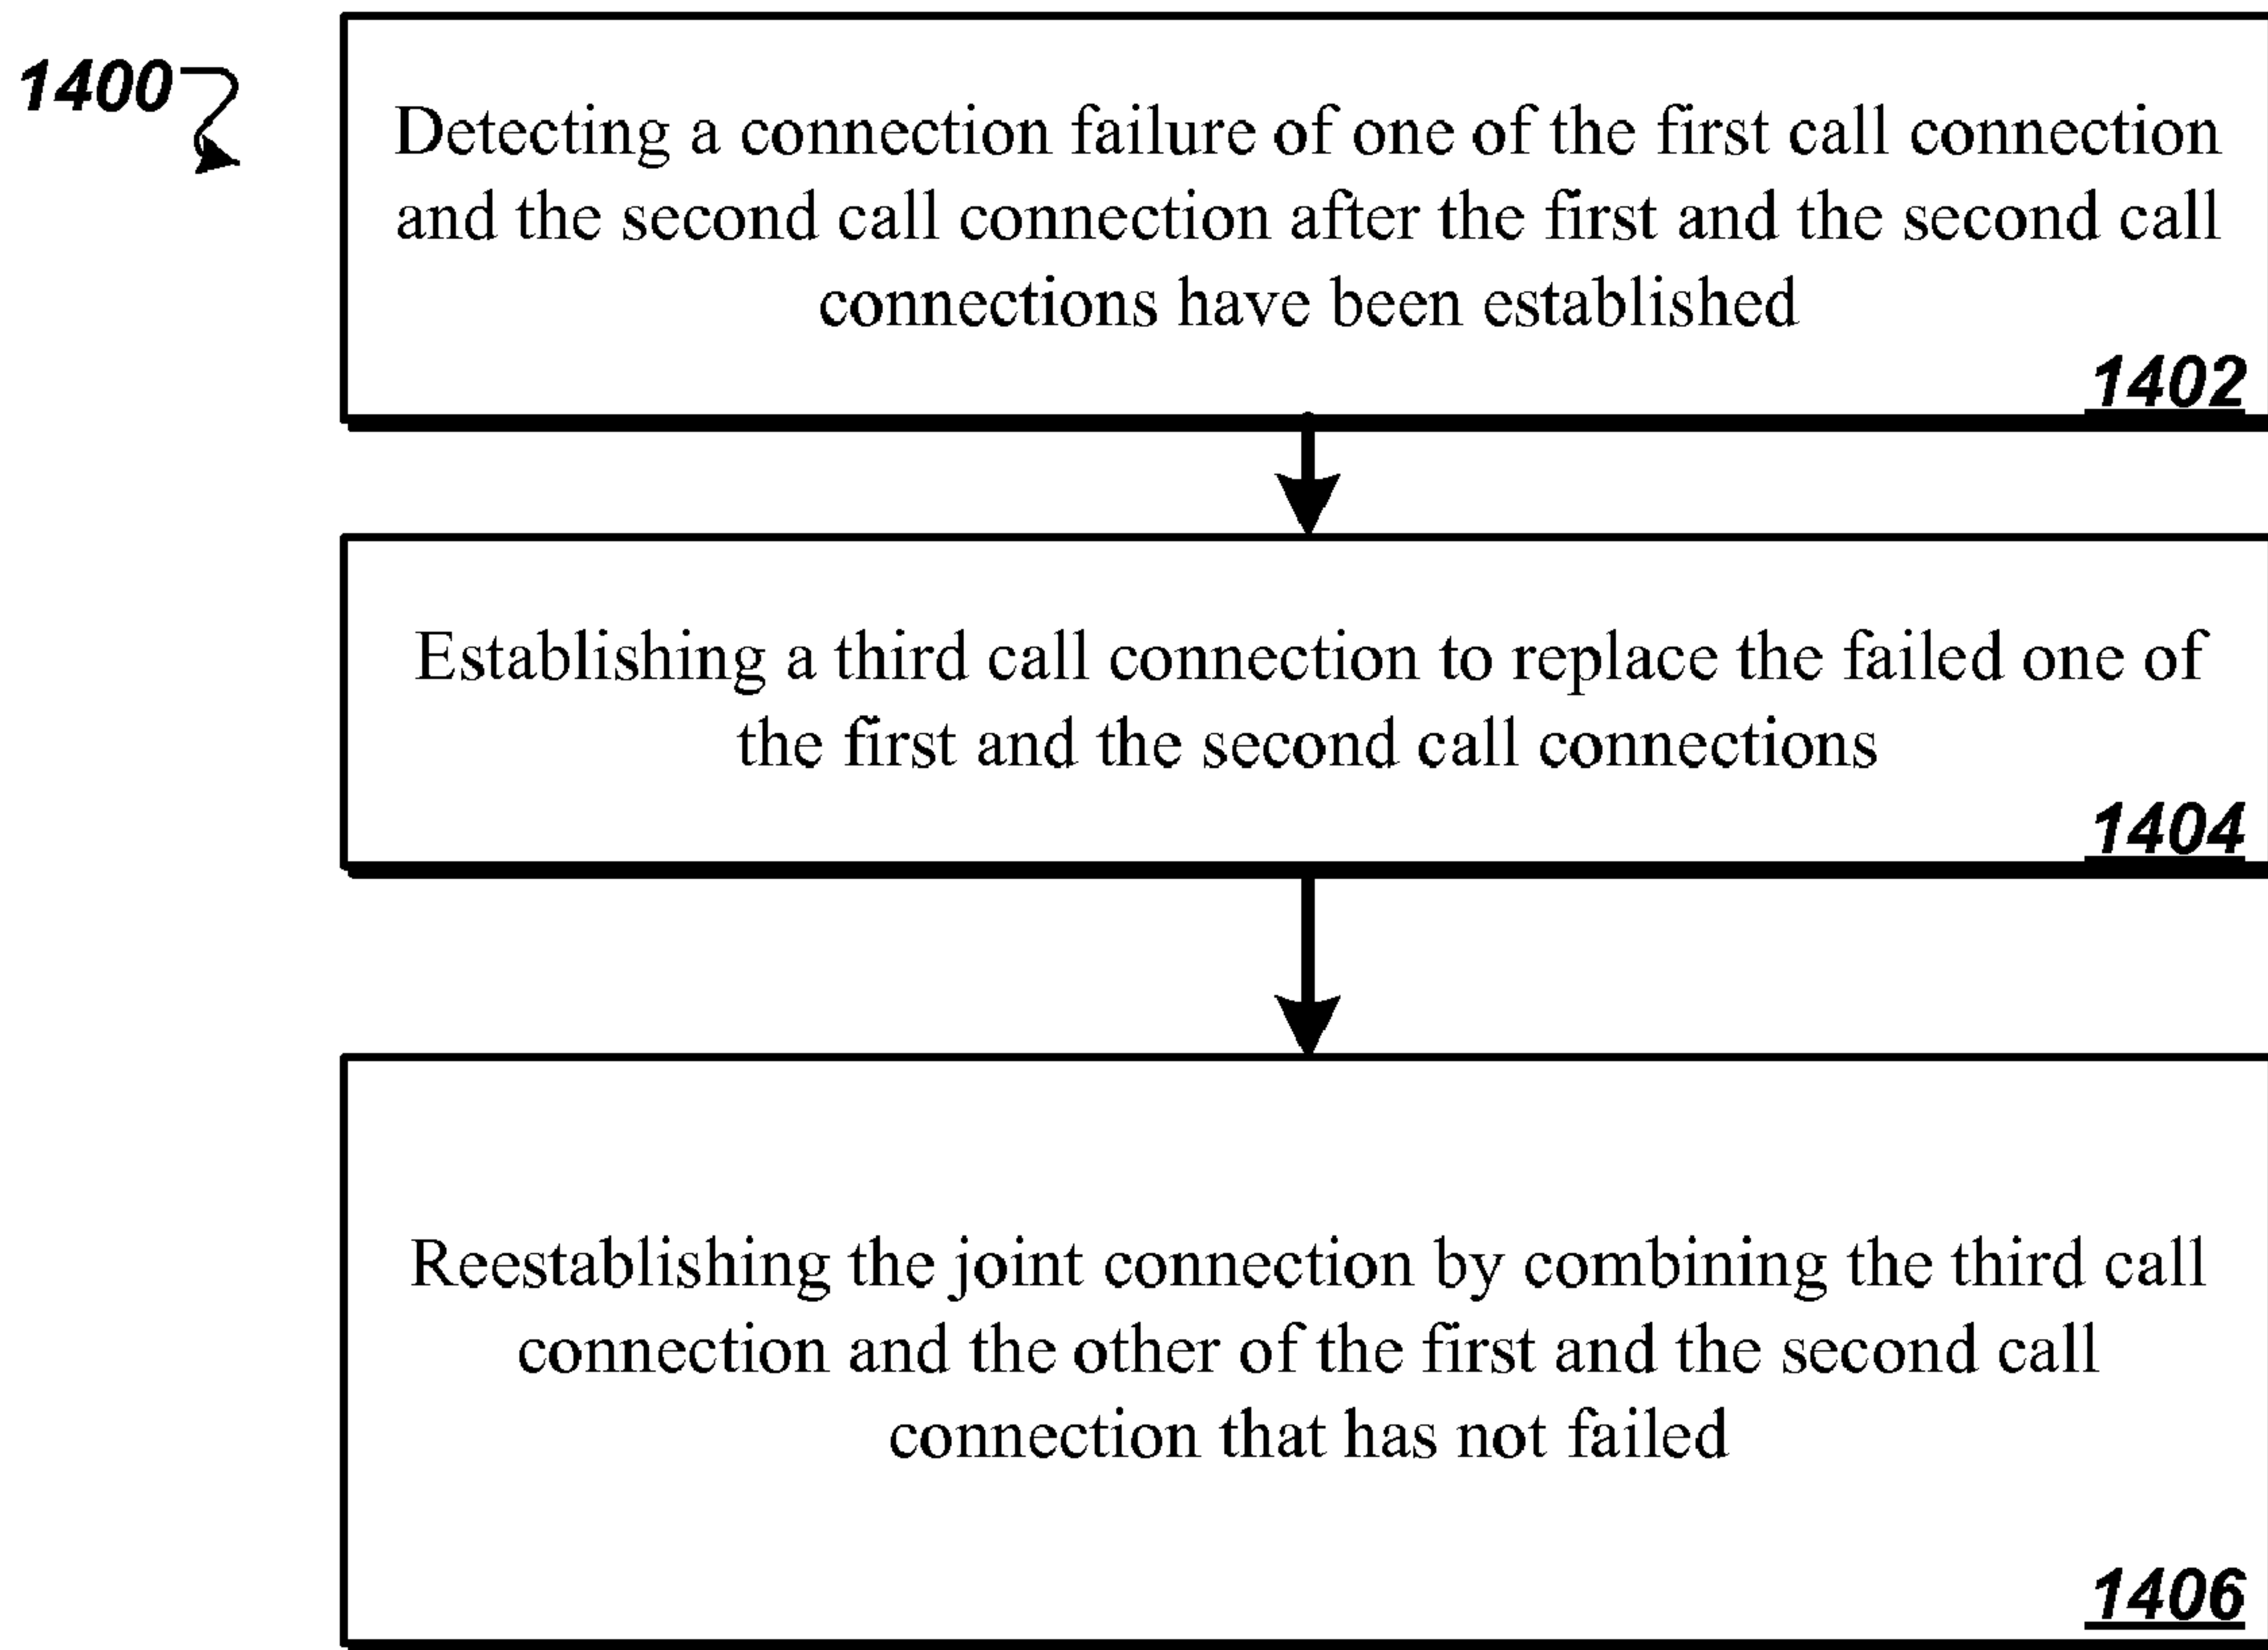 1400
Detecting a connection failure of one of the first call connection
and the second call connection after the first and the second call
connections have been established
1402
Establishing a third call connection to replace the failed one of
the first and the second call connections
1404
Reestablishing the joint connection by combining the third call
connection and the other of the first and the second call
connection that has not failed
1406